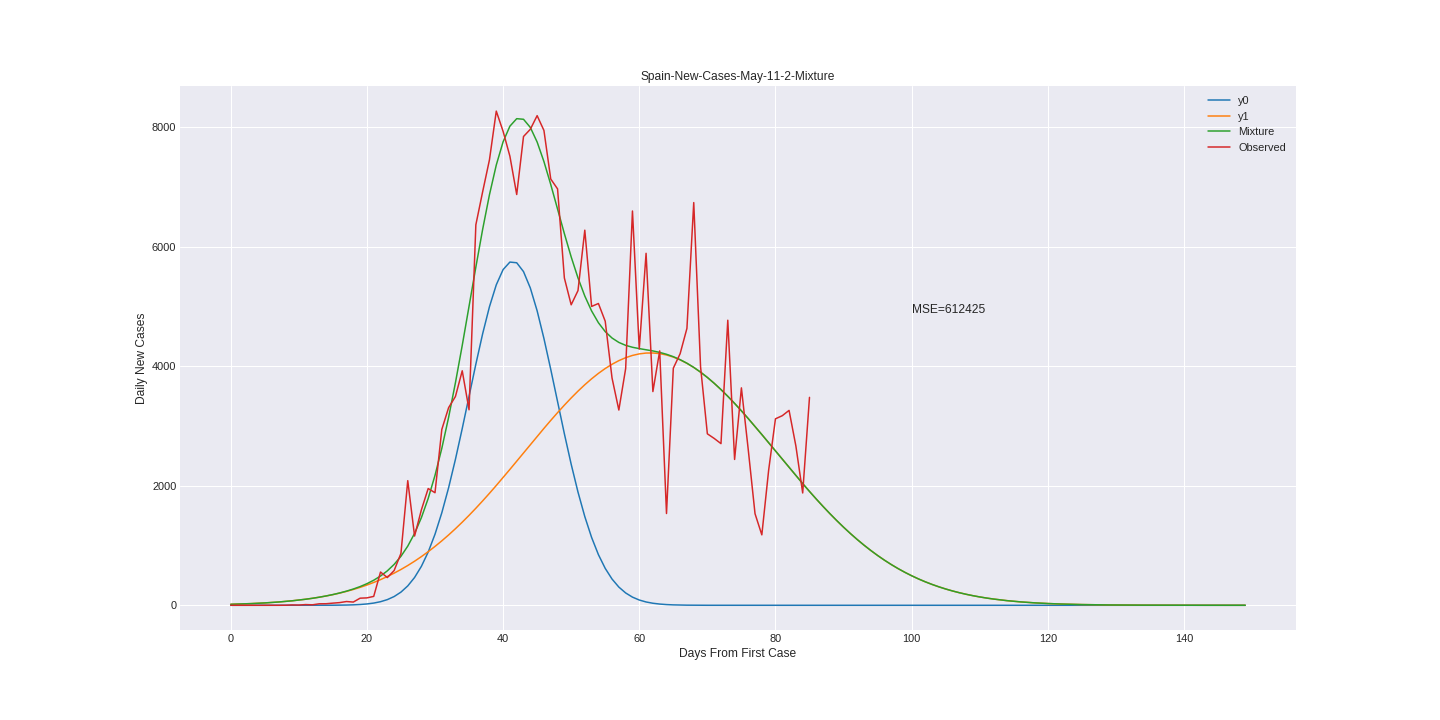 Spain-New-Cases-May-11-2-Mixture
y0
y1
Mixture
Observed
MSE=612425
Daily New Cases
8000
6000
4000
2000
0
0 20 40 60 80 100 120 140
Days From First Case